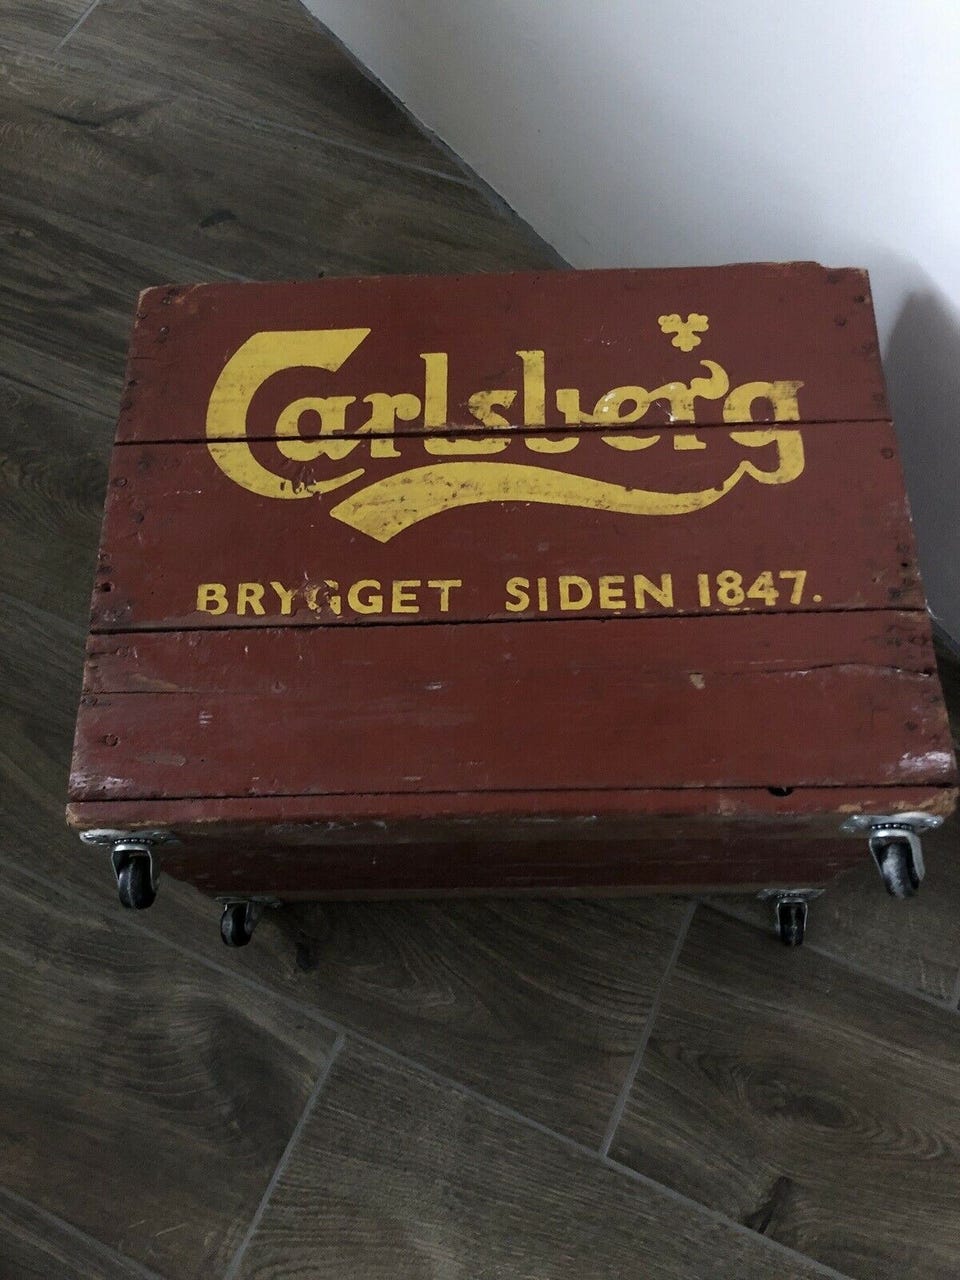 Carlsberg
BRYGGET SIDEN 1847.